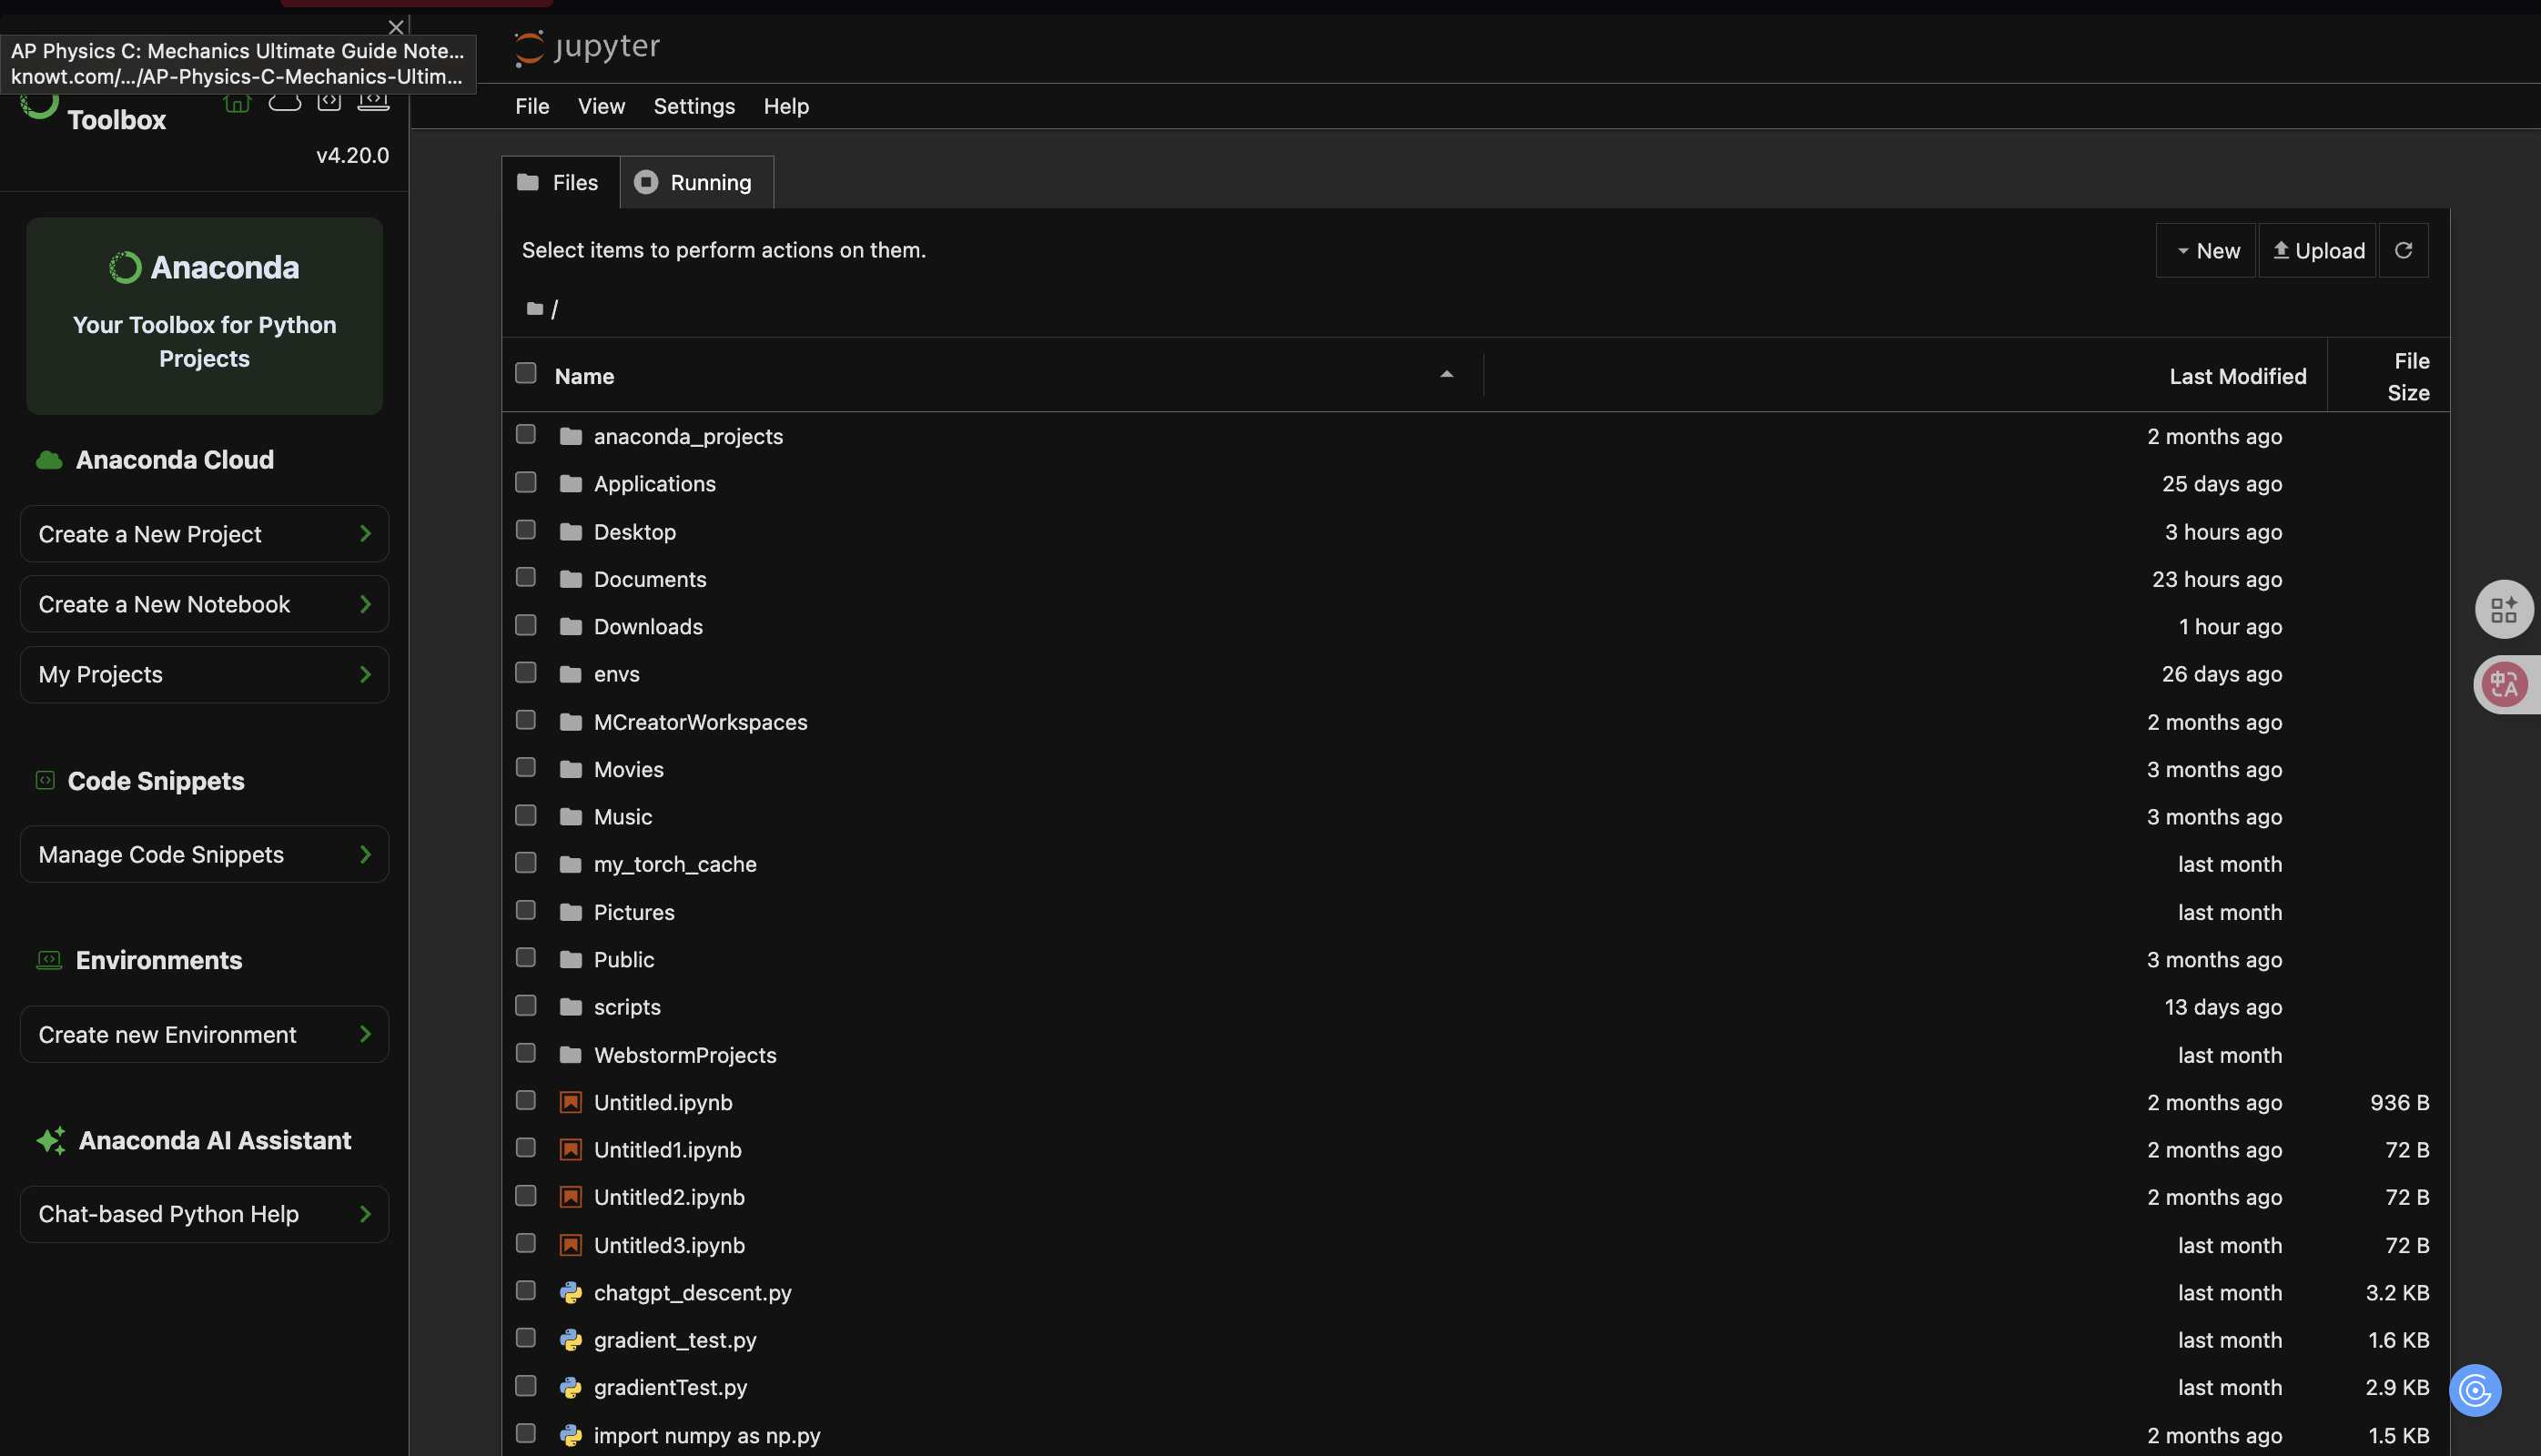 AP Physics C: Mechanics Ultimate Guide Note...
knowt.com/.../AP-Physics-C-Mechanics-Ultim...
Toolbox
v4.20.0
Anaconda
Your Toolbox for Python
Projects
Anaconda Cloud
Create a New Project
Create a New Notebook
My Projects
Code Snippets
Manage Code Snippets
Environments
Create new Environment
Anaconda AI Assistant
Chat-based Python Help
jupyter
File View Settings Help
Files Running
Select items to perform actions on them.
New Upload
/
Name Last Modified File Size
anaconda_projects 2 months ago
Applications 25 days ago
Desktop 3 hours ago
Documents 23 hours ago
Downloads 1 hour ago
envs 26 days ago
MCreatorWorkspaces 2 months ago
Movies 3 months ago
Music 3 months ago
my_torch_cache last month
Pictures last month
Public 3 months ago
scripts 13 days ago
WebstormProjects last month
Untitled.ipynb 2 months ago 936 B
Untitled1.ipynb 2 months ago 72 B
Untitled2.ipynb 2 months ago 72 B
Untitled3.ipynb last month 72 B
chatgpt_descent.py last month 3.2 KB
gradient_test.py last month 1.6 KB
gradientTest.py last month 2.9 KB
import numpy as np.py 2 months ago 1.5 KB
中A